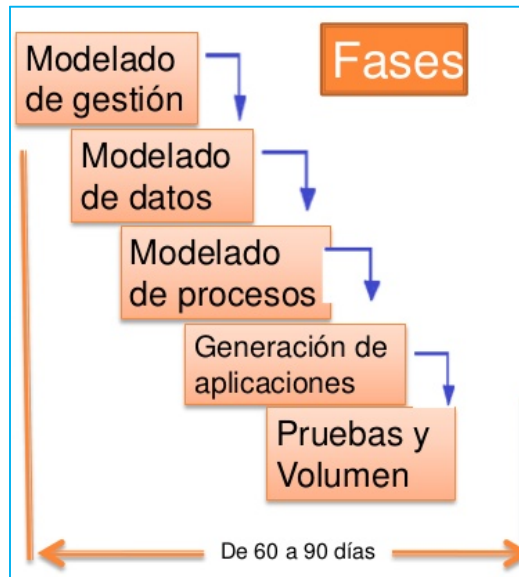 Fases
Modelado
de gestión
Modelado
de datos
Modelado
de procesos
Generación de
aplicaciones
Pruebas y
Volumen
De 60 a 90 días